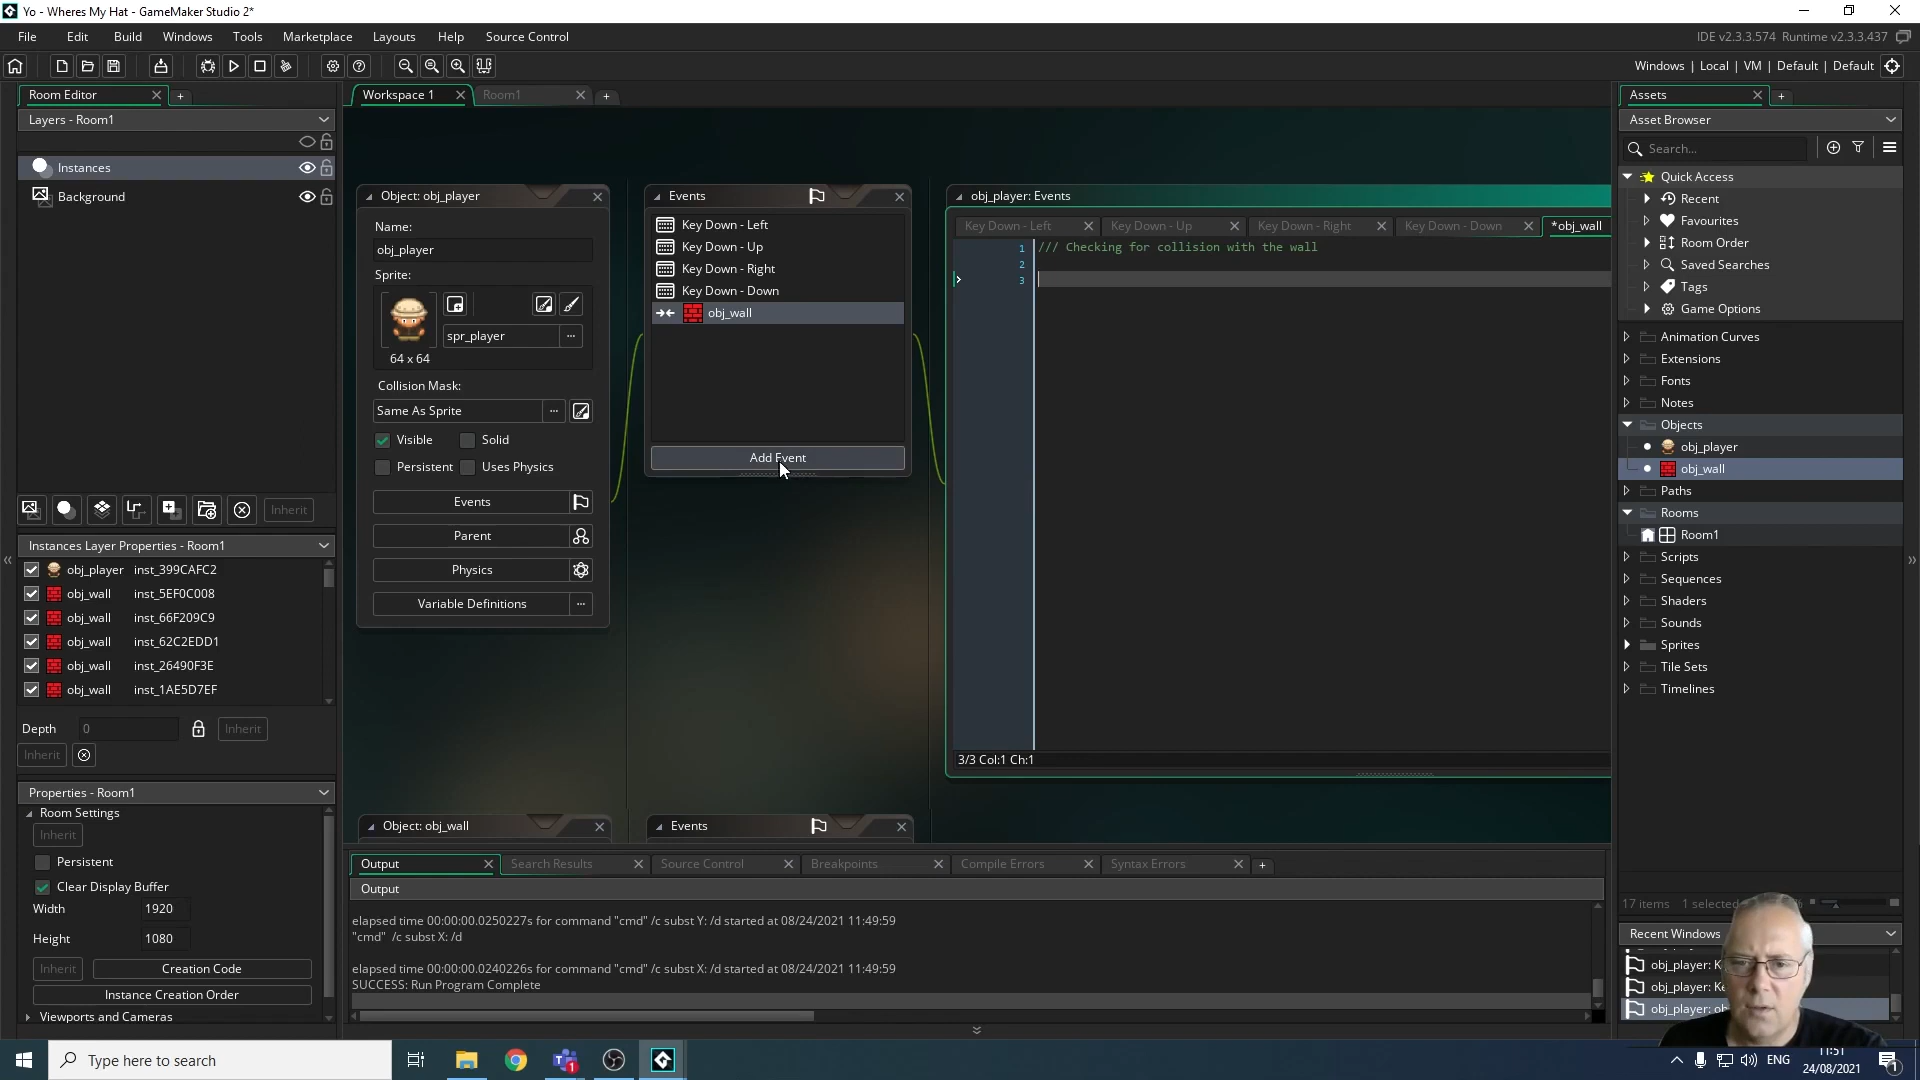 Yo - Wheres My Hat - GameMaker Studio 2*
File Edit Build Windows Tools Marketplace Layouts Help Source Control
IDE v2.3.3.574 Runtime v2.3.3.437
Windows | Local | VM | Default | Default
Room Editor
Layers - Room1
Instances
Background
Inherit
Instances Layer Properties - Room1
obj_player inst_399CAFC2
obj_wall inst_5EF0C008
obj_wall inst_66F209C9
obj_wall inst_62C2EDD1
obj_wall inst_26490F3E
obj_wall inst_1AE5D7EF
Depth 0 Inherit
Inherit
Properties - Room1
Room Settings
Inherit
Persistent
Clear Display Buffer
Width 1920
Height 1080
Inherit Creation Code
Instance Creation Order
Viewports and Cameras
Workspace 1 Room1
Object: obj_player
Name:
obj_player
Sprite:
spr_player
64 x 64
Collision Mask:
Same As Sprite
Visible Solid
Persistent Uses Physics
Events
Parent
Physics
Variable Definitions
Events
Key Down - Left
Key Down - Up
Key Down - Right
Key Down - Down
obj_wall
Add Event
obj_player: Events
Key Down - Left Key Down - Up Key Down - Right Key Down - Down *obj_wall
1 /// Checking for collision with the wall
2
3
3/3 Col:1 Ch:1
Object: obj_wall
Events
Output Search Results Source Control Breakpoints Compile Errors Syntax Errors
Output
elapsed time 00:00:00.0250227s for command "cmd" /c subst Y: /d started at 08/24/2021 11:49:59
"cmd" /c subst X: /d
elapsed time 00:00:00.0240226s for command "cmd" /c subst X: /d started at 08/24/2021 11:49:59
SUCCESS: Run Program Complete
Assets
Asset Browser
Search...
Quick Access
Recent
Favourites
Room Order
Saved Searches
Tags
Game Options
Animation Curves
Extensions
Fonts
Notes
Objects
obj_player
obj_wall
Paths
Rooms
Room1
Scripts
Sequences
Shaders
Sounds
Sprites
Tile Sets
Timelines
17 items 1 selected
Recent Windows
obj_player:
obj_player:
obj_player:
Type here to search
ENG
11:51
24/08/2021